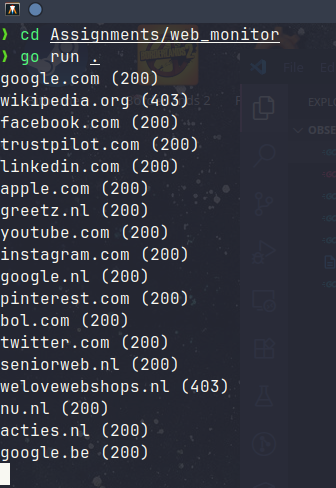 ❯ cd Assignments/web_monitor
❯ go run .
google.com (200)
wikipedia.org (403)
facebook.com (200)
trustpilot.com (200)
linkedin.com (200)
apple.com (200)
greetz.nl (200)
youtube.com (200)
instagram.com (200)
google.nl (200)
pinterest.com (200)
bol.com (200)
twitter.com (200)
seniorweb.nl (200)
welovewebshops.nl (403)
nu.nl (200)
acties.nl (200)
google.be (200)
File
EXPLO
OBSE